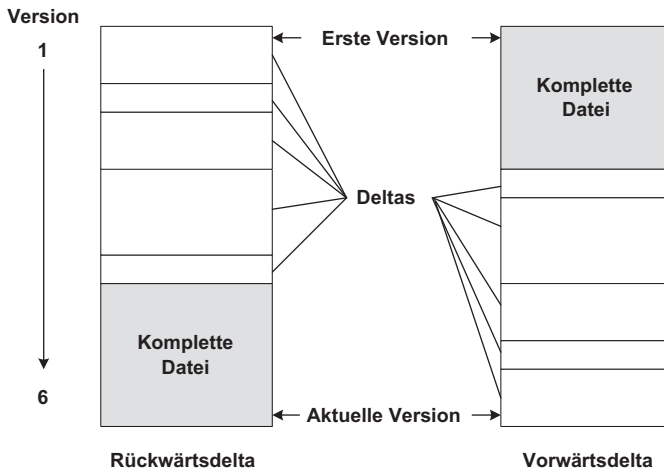 Version
1
6
Erste Version
Komplette
Datei
Deltas
Komplette
Datei
Aktuelle Version
Rückwärtsdelta
Vorwärtsdelta